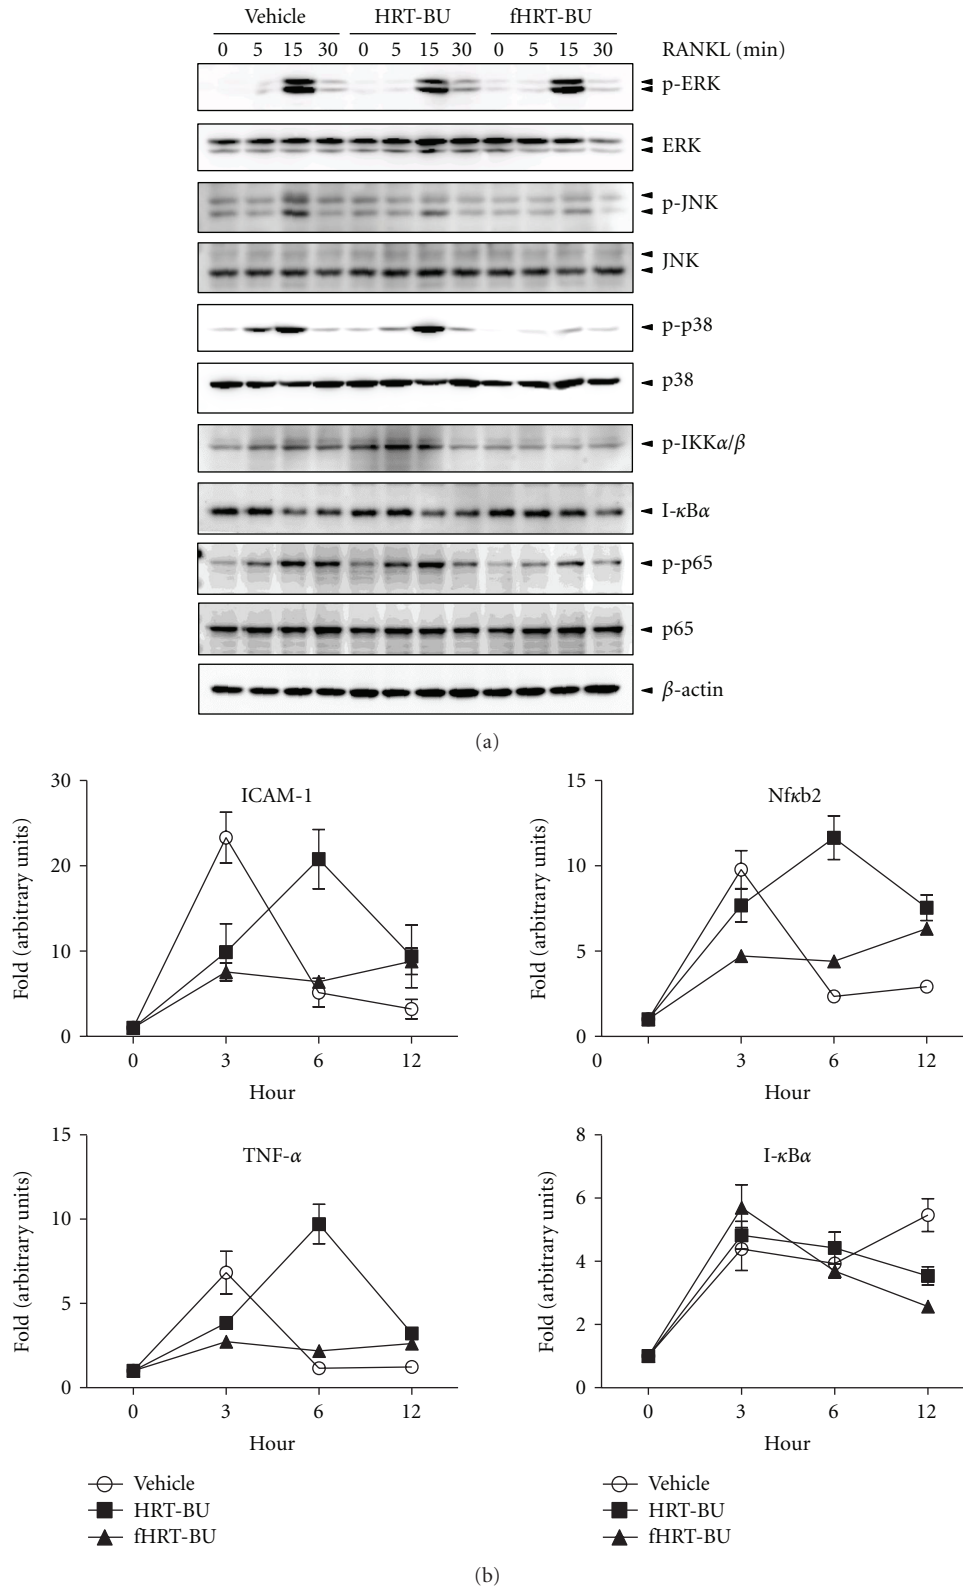 Vehicle HRT-BU fHRT-BU
0 5 15 30 0 5 15 30 0 5 15 30 RANKL (min)
p-ERK
ERK
p-JNK
JNK
p-p38
p38
p-IKKα/β
I-κBα
p-p65
p65
β-actin
(a)
ICAM-1
Fold (arbitrary units)
30
20
10
0
0 3 6 12
Hour
Nfκb2
Fold (arbitrary units)
15
10
5
0
0 0 3 6 12
Hour
TNF-α
Fold (arbitrary units)
15
10
5
0
0 3 6 12
Hour
I-κBα
Fold (arbitrary units)
8
6
4
2
0
0 3 6 12
Hour
Vehicle
HRT-BU
fHRT-BU
Vehicle
HRT-BU
fHRT-BU
(b)